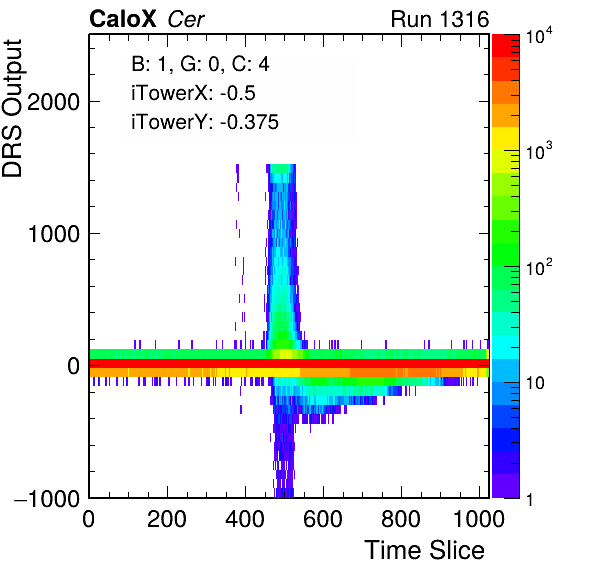 CaloX Cer Run 1316
DRS Output
B: 1, G: 0, C: 4
iTowerX: -0.5
iTowerY: -0.375
2000
1000
0
−1000
0 200 400 600 800 1000
Time Slice
10^4
10^3
10^2
10
1